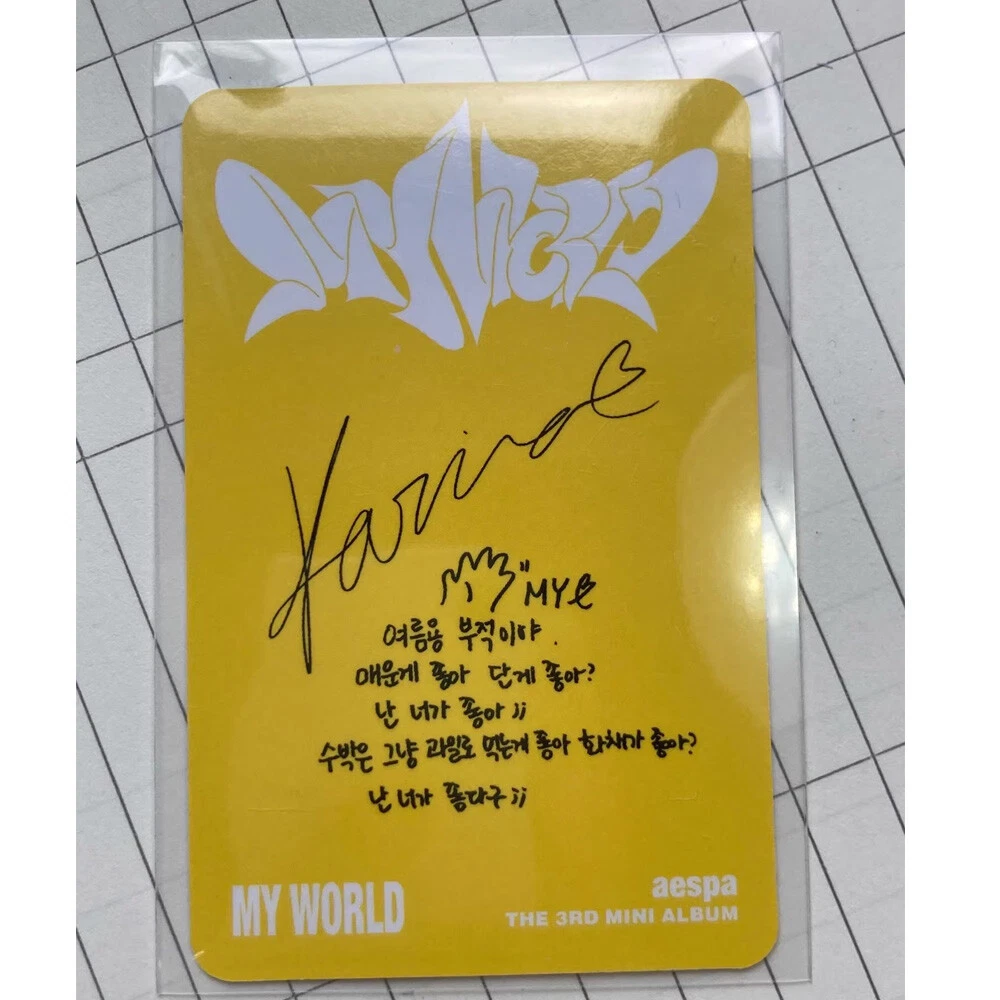 MY WORLD
Karina
"MY
여름용 부적이야.
매운게 좋아 단게 좋아?
난 너가 좋아 ;;
수박은 그냥 과일로 먹는게 좋아 화채가 좋아?
난 너가 좋다구 ;;
MY WORLD
aespa
THE 3RD MINI ALBUM